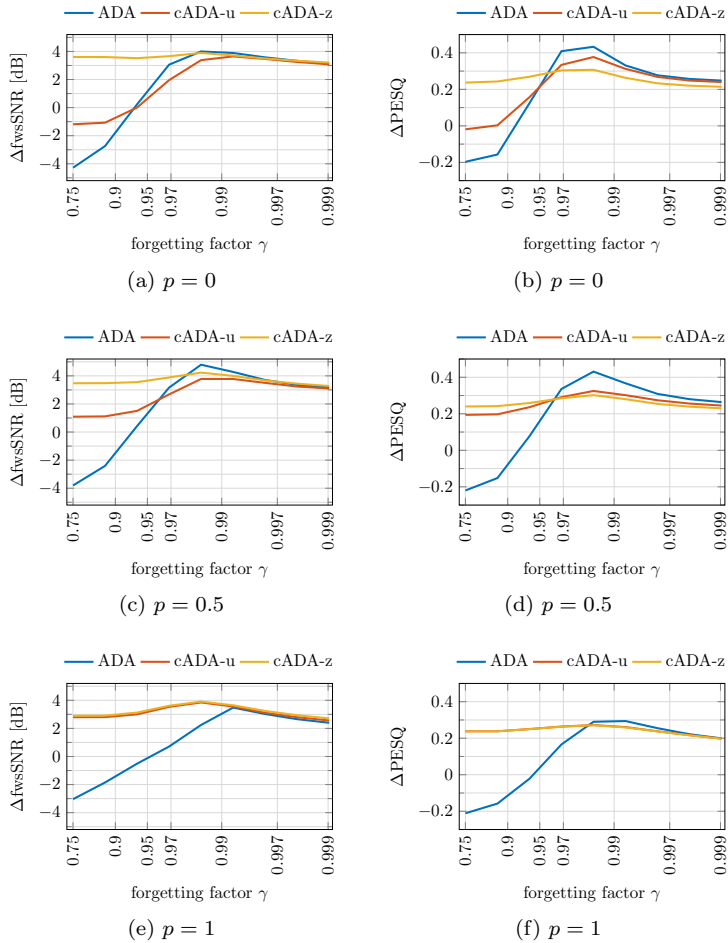 ADA cADA-u cADA-z
4
2
0
−2
−4
ΔfwsSNR [dB]
0.75
0.9
0.95
0.97
0.99
0.997
0.999
forgetting factor γ
(a) p = 0
ADA cADA-u cADA-z
0.4
0.2
0
−0.2
ΔPESQ
0.75
0.9
0.95
0.97
0.99
0.997
0.999
forgetting factor γ
(b) p = 0
ADA cADA-u cADA-z
4
2
0
−2
−4
ΔfwsSNR [dB]
0.75
0.9
0.95
0.97
0.99
0.997
0.999
forgetting factor γ
(c) p = 0.5
ADA cADA-u cADA-z
0.4
0.2
0
−0.2
ΔPESQ
0.75
0.9
0.95
0.97
0.99
0.997
0.999
forgetting factor γ
(d) p = 0.5
ADA cADA-u cADA-z
4
2
0
−2
−4
ΔfwsSNR [dB]
0.75
0.9
0.95
0.97
0.99
0.997
0.999
forgetting factor γ
(e) p = 1
ADA cADA-u cADA-z
0.4
0.2
0
−0.2
ΔPESQ
0.75
0.9
0.95
0.97
0.99
0.997
0.999
forgetting factor γ
(f) p = 1